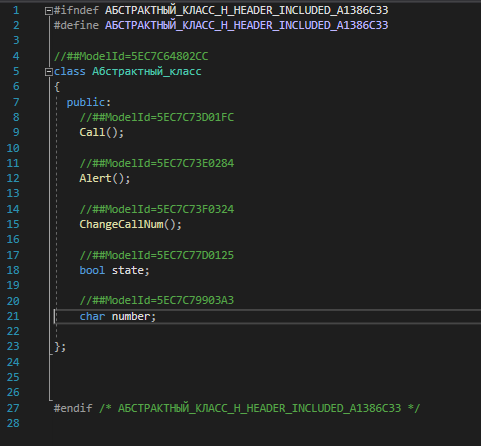 1 #ifndef АБСТРАКТНЫЙ_КЛАСС_H_HEADER_INCLUDED_A1386C33
2 #define АБСТРАКТНЫЙ_КЛАСС_H_HEADER_INCLUDED_A1386C33
3
4 //##ModelId=5EC7C64802CC
5 class Абстрактный_класс
6 {
7 public:
8 //##ModelId=5EC7C73D01FC
9 Call();
10
11 //##ModelId=5EC7C73E0284
12 Alert();
13
14 //##ModelId=5EC7C73F0324
15 ChangeCallNum();
16
17 //##ModelId=5EC7C77D0125
18 bool state;
19
20 //##ModelId=5EC7C79903A3
21 char number;
22
23 };
24
25
26
27 #endif /* АБСТРАКТНЫЙ_КЛАСС_H_HEADER_INCLUDED_A1386C33 */
28